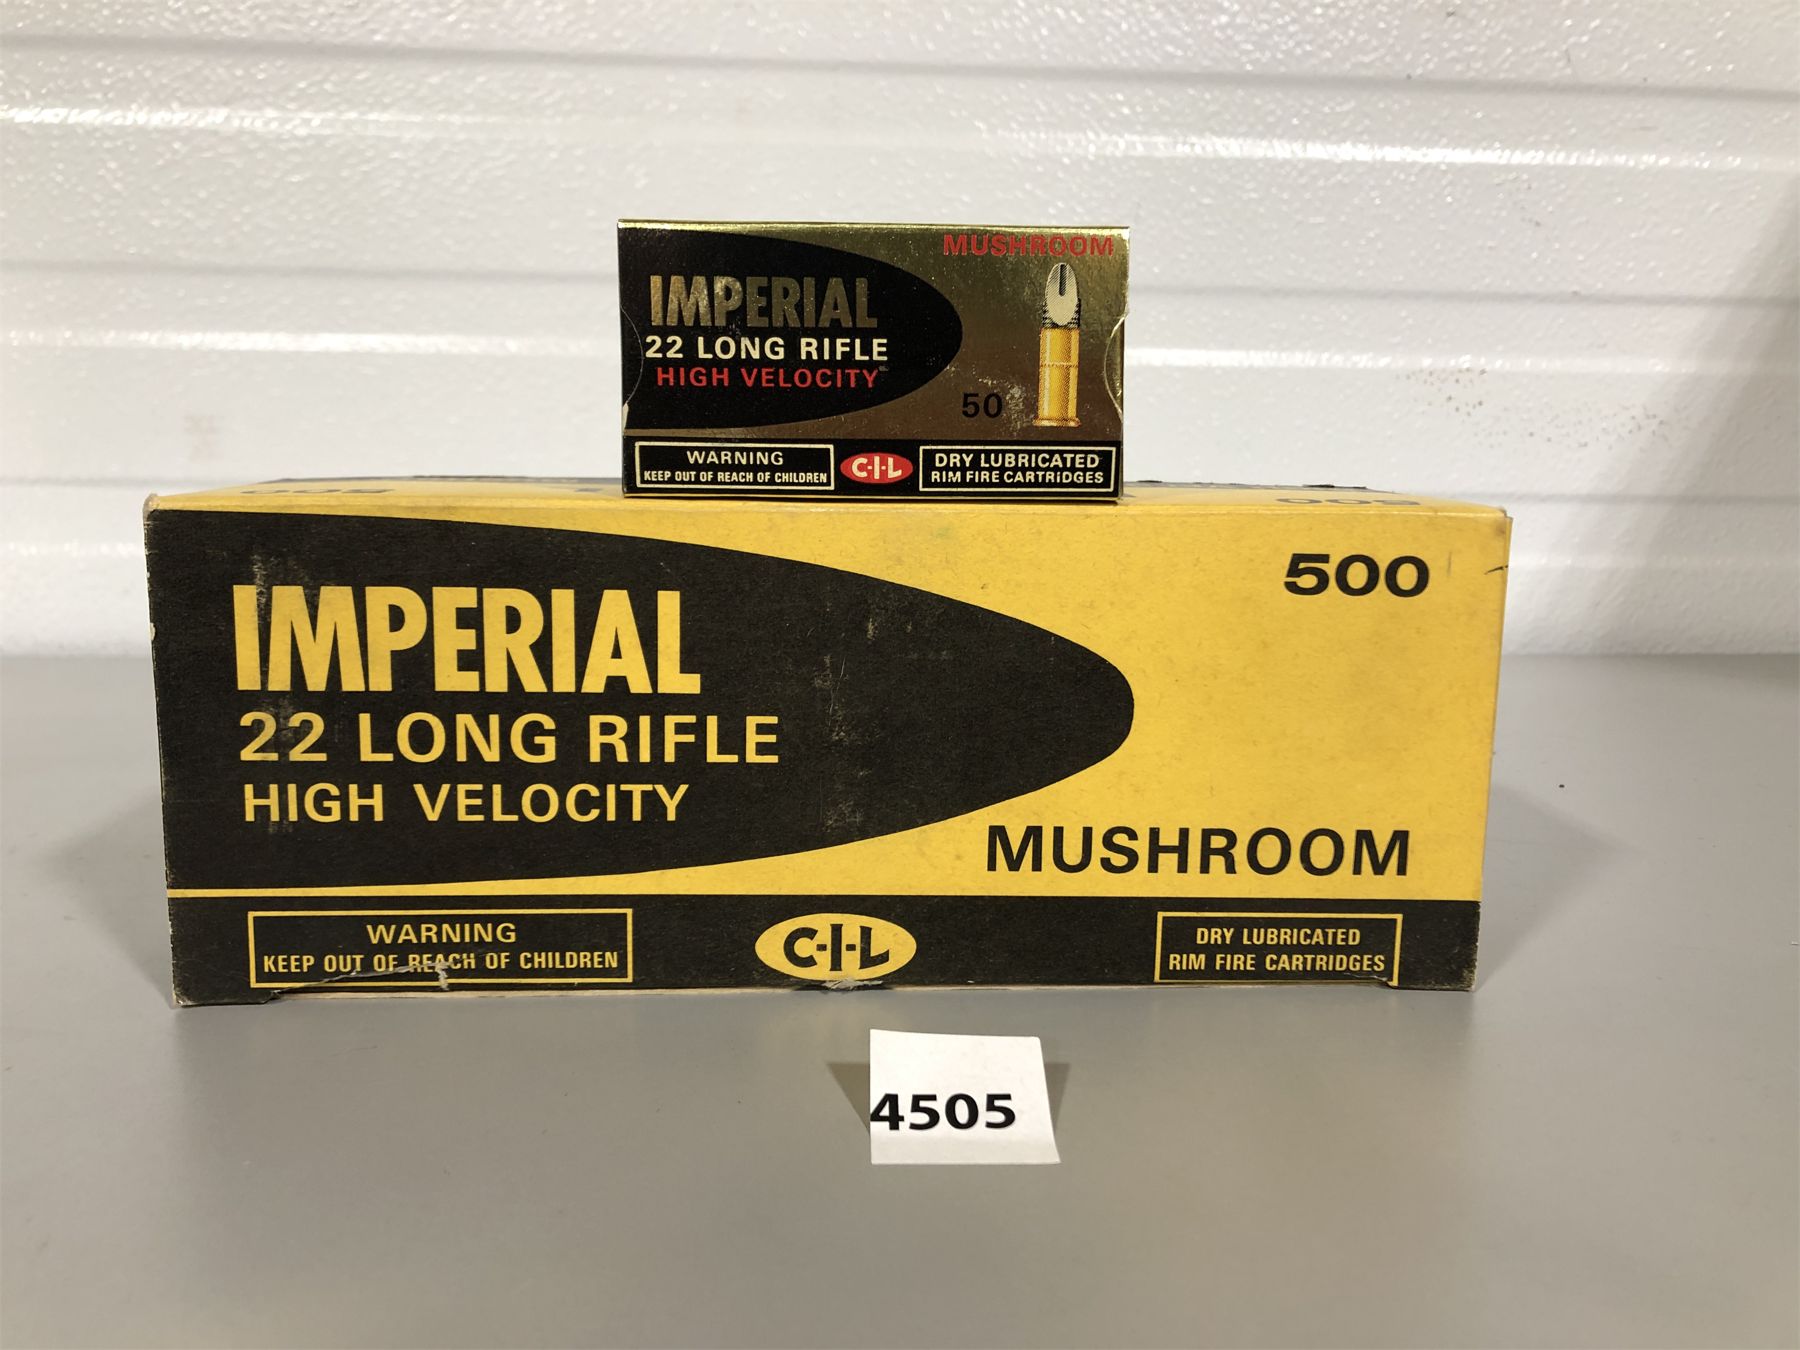 MUSHROOM
IMPERIAL
22 LONG RIFLE
HIGH VELOCITY
50
WARNING
KEEP OUT OF REACH OF CHILDREN
C-I-L
DRY LUBRICATED
RIM FIRE CARTRIDGES
500
500
500
IMPERIAL
22 LONG RIFLE
HIGH VELOCITY
MUSHROOM
WARNING
KEEP OUT OF REACH OF CHILDREN
C-I-L
DRY LUBRICATED
RIM FIRE CARTRIDGES
4505